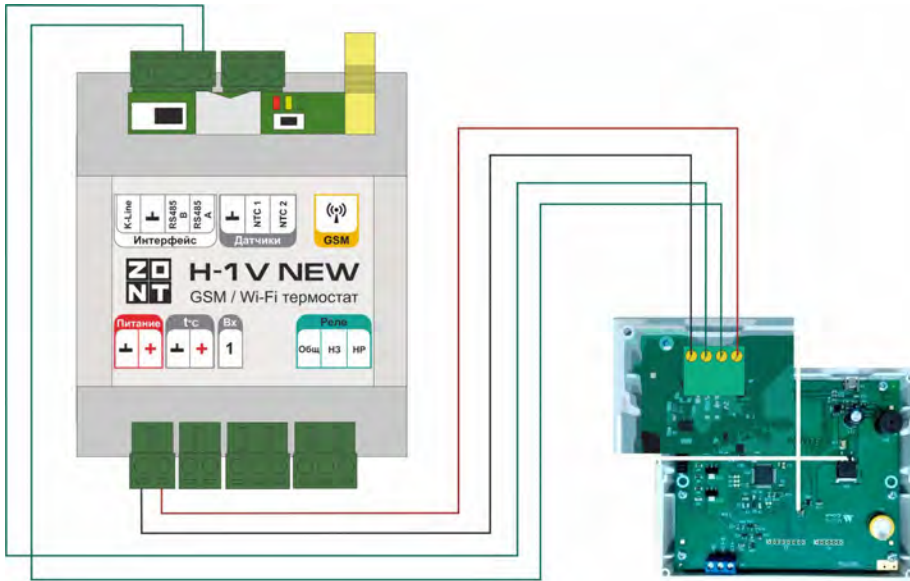 K-Line
RS485 B
RS485 A
Интерфейс
NTC 1
NTC 2
Датчики
GSM
ZONT
H-1V NEW
GSM / Wi-Fi термостат
Питание
+
t°C
+
Вх
1
Реле
Общ
НЗ
НР